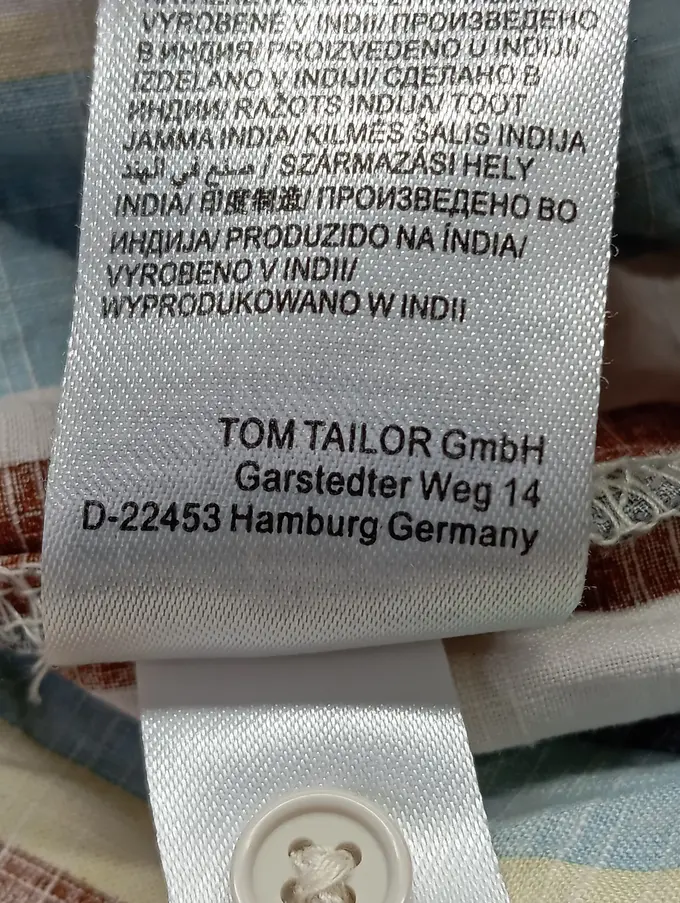 VYROBENÉ V INDII/ ПРОИЗВЕДЕНО
В ИНДИЯ/ PROIZVEDENO U INDIJI/
IZDELANO V INDIJI/ СДЕЛАНО В
ИНДИИ/ RAŽOTS INDIJA/ TOOT
JAMMA INDIA/ KILMĖS ŠALIS INDIJA
صنع في الهند / SZÁRMAZÁSI HELY
INDIA/ 印度制造/ ПРОИЗВЕДЕНО ВО
ИНДИЈА/ PRODUZIDO NA ÍNDIA/
VYROBENO V INDII/
WYPRODUKOWANO W INDII
TOM TAILOR GmbH
Garstedter Weg 14
D-22453 Hamburg Germany